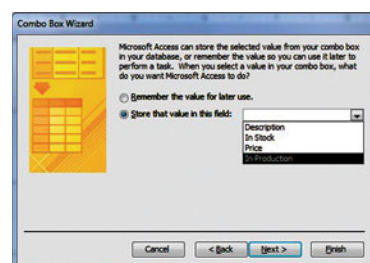 Combo Box Wizard
Microsoft Access can store the selected value from your combo box
in your database, or remember the value so you can use it later to
perform a task. When you select a value in your combo box, what
do you want Microsoft Access to do?
Remember the value for later use.
Store that value in this field:
Description
In Stock
Price
In Production
Cancel
< Back
Next >
Finish